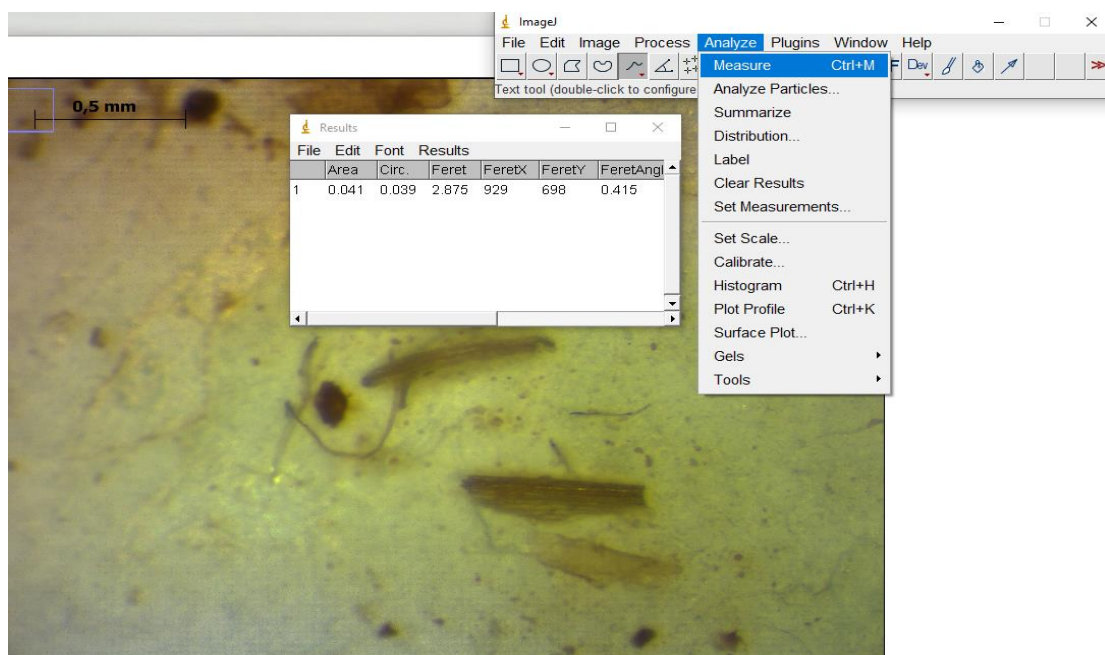 ImageJ
File Edit Image Process Analyze Plugins Window Help
Dev
Text tool (double-click to configure
Measure Ctrl+M
Analyze Particles...
Summarize
Distribution...
Label
Clear Results
Set Measurements...
Set Scale...
Calibrate...
Histogram Ctrl+H
Plot Profile Ctrl+K
Surface Plot...
Gels
Tools
0,5 mm
Results
File Edit Font Results
Area Circ. Feret FeretX FeretY FeretAngl
1 0.041 0.039 2.875 929 698 0.415